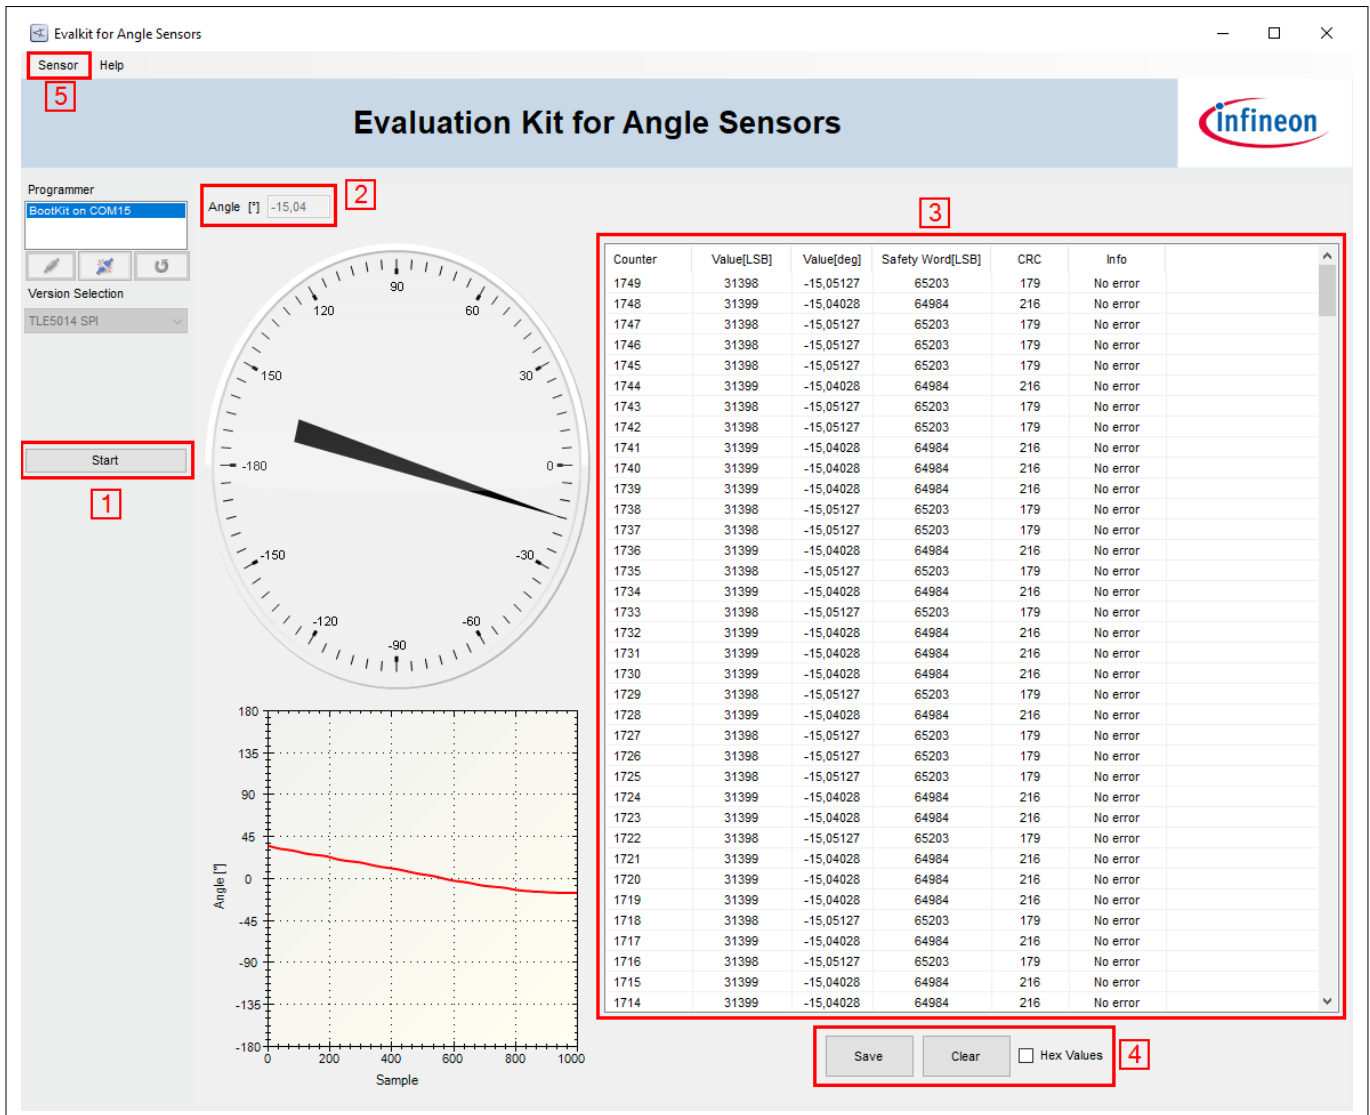 Evalkit for Angle Sensors
Sensor Help
5
Evaluation Kit for Angle Sensors
infineon
Programmer
BootKit on COM15
Version Selection
TLE5014 SPI
Start
1
Angle [°] -15,04
2
90
120 60
150 30
-180 0
-150 -30
-120 -60
-90
180
135
90
45
0
-45
-90
-135
-180
Angle [°]
0 200 400 600 800 1000
Sample
3
Counter Value[LSB] Value[deg] Safety Word[LSB] CRC Info
1749 31398 -15,05127 65203 179 No error
1748 31399 -15,04028 64984 216 No error
1747 31398 -15,05127 65203 179 No error
1746 31398 -15,05127 65203 179 No error
1745 31398 -15,05127 65203 179 No error
1744 31399 -15,04028 64984 216 No error
1743 31398 -15,05127 65203 179 No error
1742 31398 -15,05127 65203 179 No error
1741 31399 -15,04028 64984 216 No error
1740 31399 -15,04028 64984 216 No error
1739 31399 -15,04028 64984 216 No error
1738 31398 -15,05127 65203 179 No error
1737 31398 -15,05127 65203 179 No error
1736 31399 -15,04028 64984 216 No error
1735 31398 -15,05127 65203 179 No error
1734 31399 -15,04028 64984 216 No error
1733 31398 -15,05127 65203 179 No error
1732 31399 -15,04028 64984 216 No error
1731 31399 -15,04028 64984 216 No error
1730 31399 -15,04028 64984 216 No error
1729 31398 -15,05127 65203 179 No error
1728 31399 -15,04028 64984 216 No error
1727 31398 -15,05127 65203 179 No error
1726 31398 -15,05127 65203 179 No error
1725 31398 -15,05127 65203 179 No error
1724 31399 -15,04028 64984 216 No error
1723 31399 -15,04028 64984 216 No error
1722 31398 -15,05127 65203 179 No error
1721 31399 -15,04028 64984 216 No error
1720 31399 -15,04028 64984 216 No error
1719 31399 -15,04028 64984 216 No error
1718 31398 -15,05127 65203 179 No error
1717 31399 -15,04028 64984 216 No error
1716 31398 -15,05127 65203 179 No error
1715 31399 -15,04028 64984 216 No error
1714 31399 -15,04028 64984 216 No error
Save Clear Hex Values
4